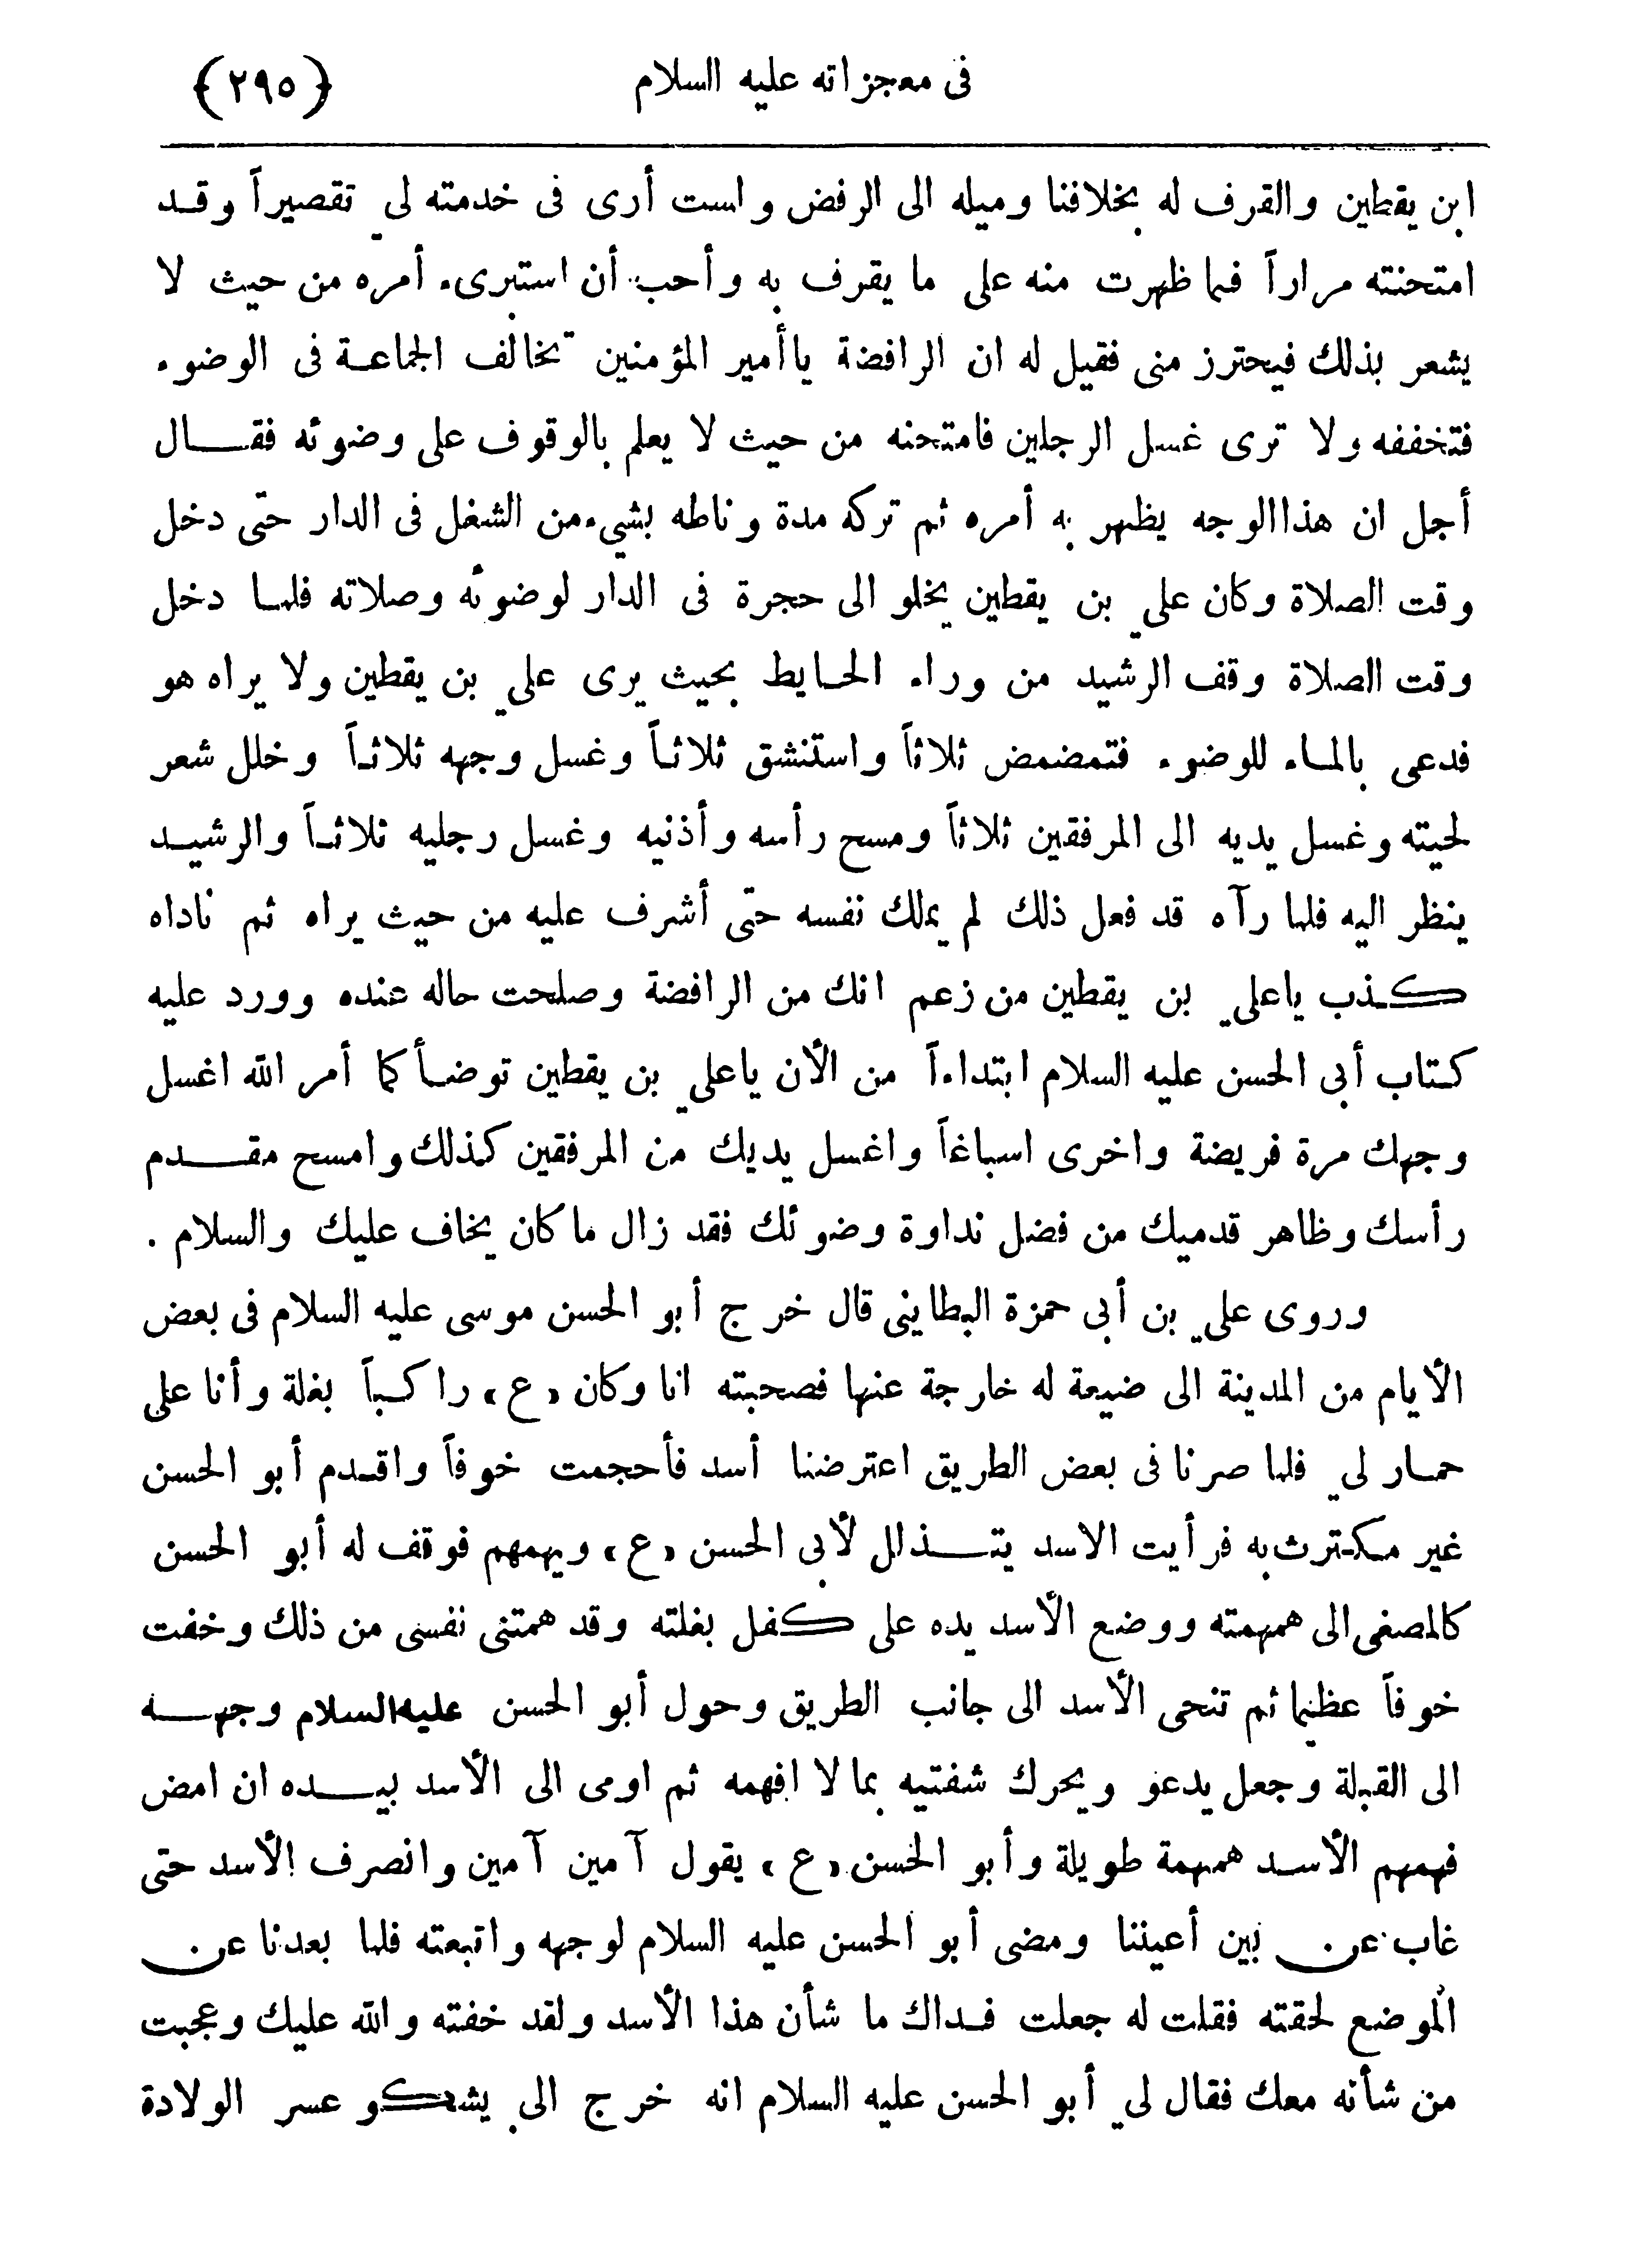 فى معجزاته عليه السلام
﴿٢٩٥﴾
ابن يقطين والقرف له بخلافنا وميله الى الرفض واست أرى فى خدمته لي تقصيراً وقد
امتحنته مراراً فما ظهرت منه على ما يقرف به وأحب أن استبرىء أمره من حيث لا
يشعر بذلك فيحترز منى فقيل له ان الرافضة ياأمير المؤمنين تخالف الجماعة فى الوضوء
فتخففه ولا ترى غسل الرجلين فامتحنه من حيث لا يعلم بالوقوف على وضوئه فقال
أجل ان هذا الوجه يظهر به أمره ثم تركه مدة وناطه بشيء من الشغل فى الدار حتّى دخل
وقت الصلاة وكان علي بن يقطين يخلو الى حجرة فى الدار لوضوئه وصلاته فلما دخل
وقت الصلاة وقف الرشيد من وراء الحايط بحيث يرى علي بن يقطين ولا يراه هو
فدعى بالماء للوضوء فتمضمض ثلاثاً واستنشق ثلاثاً وغسل وجهه ثلاثاً وخلل شعر
لحيته وغسل يديه الى المرفقين ثلاثاً ومسح رأسه وأذنيه وغسل رجليه ثلاثاً والرشيد
ينظر اليه فلما رآه قد فعل ذلك لم يملك نفسه حتّى أشرف عليه من حيث يراه ثم ناداه
كذب ياعلي بن يقطين من زعم انك من الرافضة وصلحت حاله عنده وورد عليه
كتاب أبى الحسن عليه السلام ابتداءاً من الأن ياعلي بن يقطين توضأ كما أمر الله اغسل
وجهك مرة فريضة واخرى اسباغاً واغسل يديك من المرفقين كذلك وامسح مقدم
رأسك وظاهر قدميك من فضل نداوة وضوئك فقد زال ما كان يخاف عليك والسلام .
وروى علي بن أبى حمزة البطاينى قال خرج أبو الحسن موسى عليه السلام فى بعض
الأيام من المدينة الى ضيعة له خارجة عنها فصحبته انا وكان «ع» راكباً بغلة وأنا على
حمار لي فلما صرنا فى بعض الطريق اعترضنا أسد فأحجمت خوفاً واقدم أبو الحسن
غير مكترث به فرأيت الاسد يتذلل لأبى الحسن «ع» ويهمهم فوقف له أبو الحسن
كالمصغى الى همهمته ووضع الأسد يده على كفل بغلته وقد همتنى نفسى من ذلك وخفت
خوفاً عظيما ثم تنحى الأسد الى جانب الطريق وحول أبو الحسن عليه السلام وجهه
الى القبلة وجعل يدعو ويحرك شفتيه بما لا افهمه ثم اومى الى الأسد بيده ان امض
فهمهم الأسد همهمة طويلة وأبو الحسن «ع» يقول آمين آمين وانصرف الأسد حتى
غاب عن بين أعيننا ومضى أبو الحسن عليه السلام لوجهه واتبعته فلما بعدنا عن
الموضع لحقته فقلت له جعلت فداك ما شأن هذا الأسد ولقد خفته والله عليك وعجبت
من شأنه معك فقال لي أبو الحسن عليه السلام انه خرج الى يشكو عسر الولادة